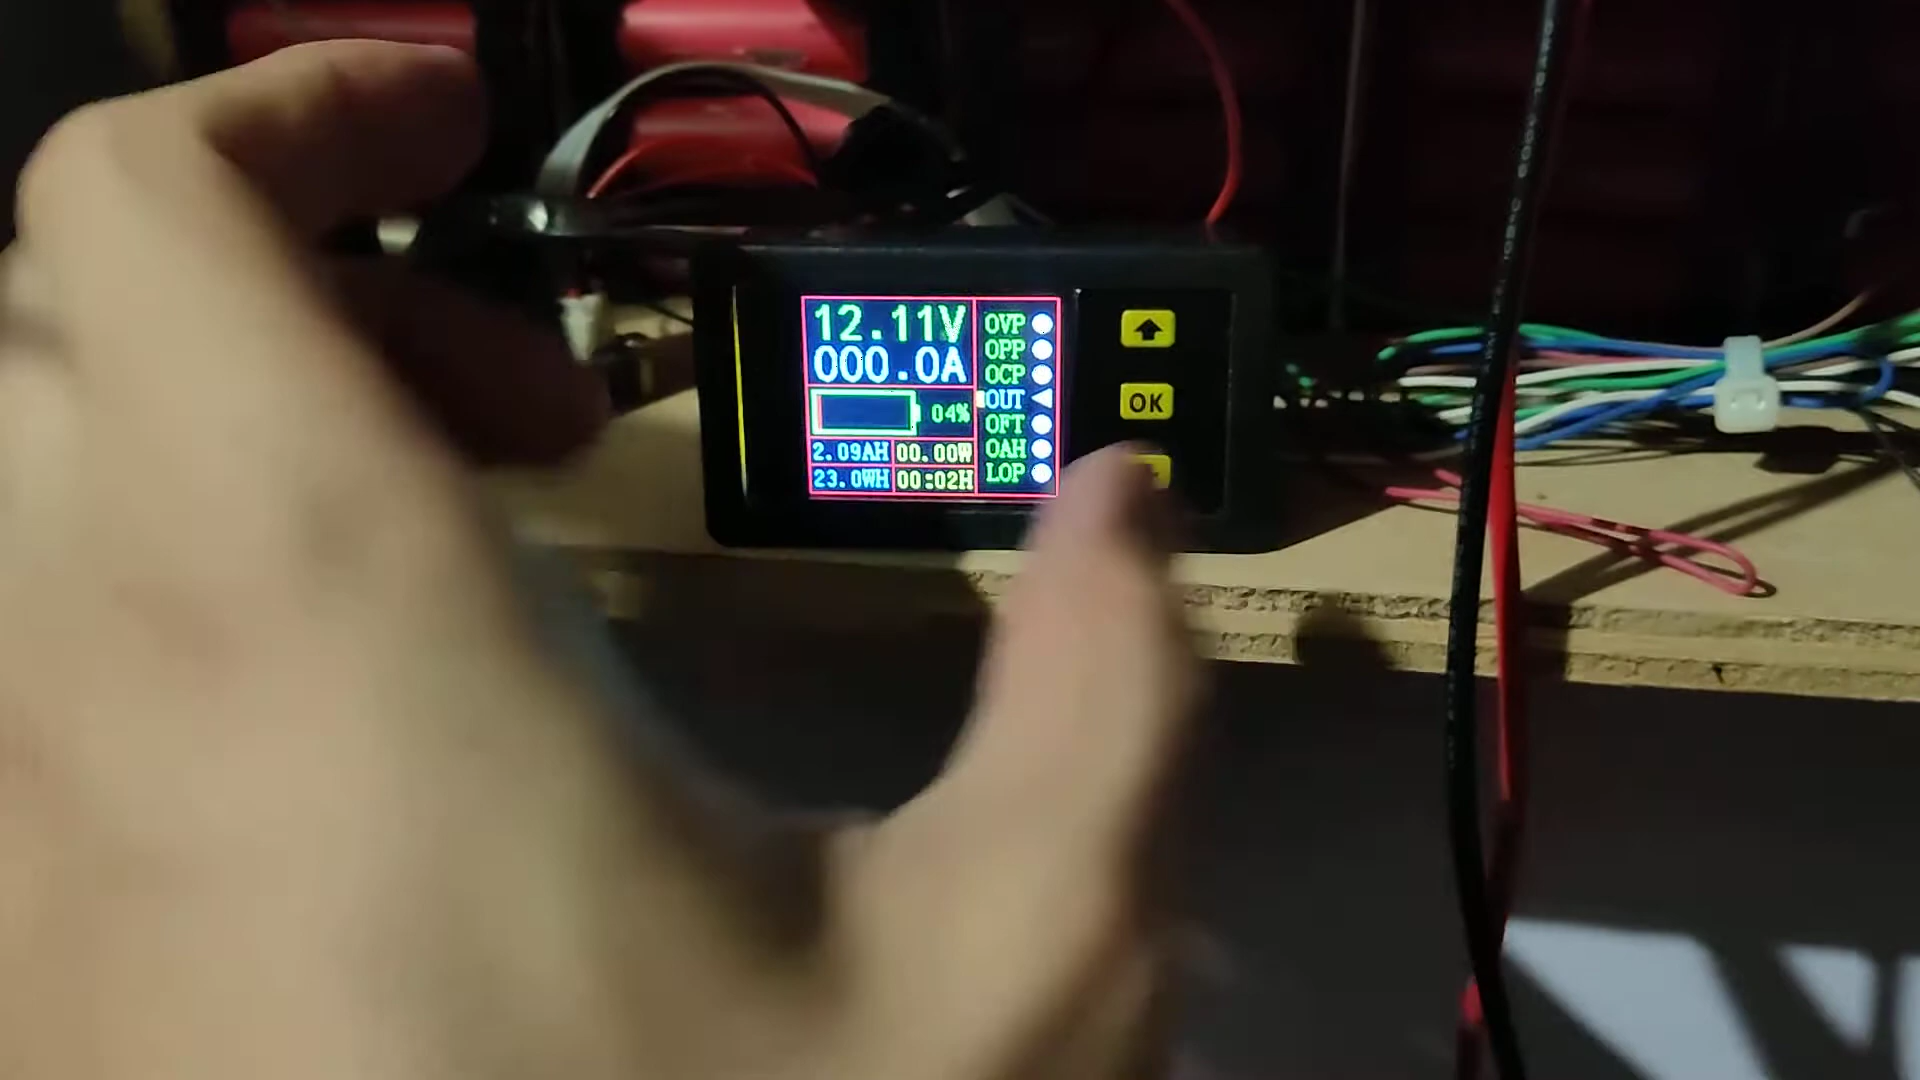 12.11V
000.0A
04%
2.09AH 00.00W
23.0WH 00:02H
OVP
OPP
OCP
OUT
OFT
OAH
LOP
OK